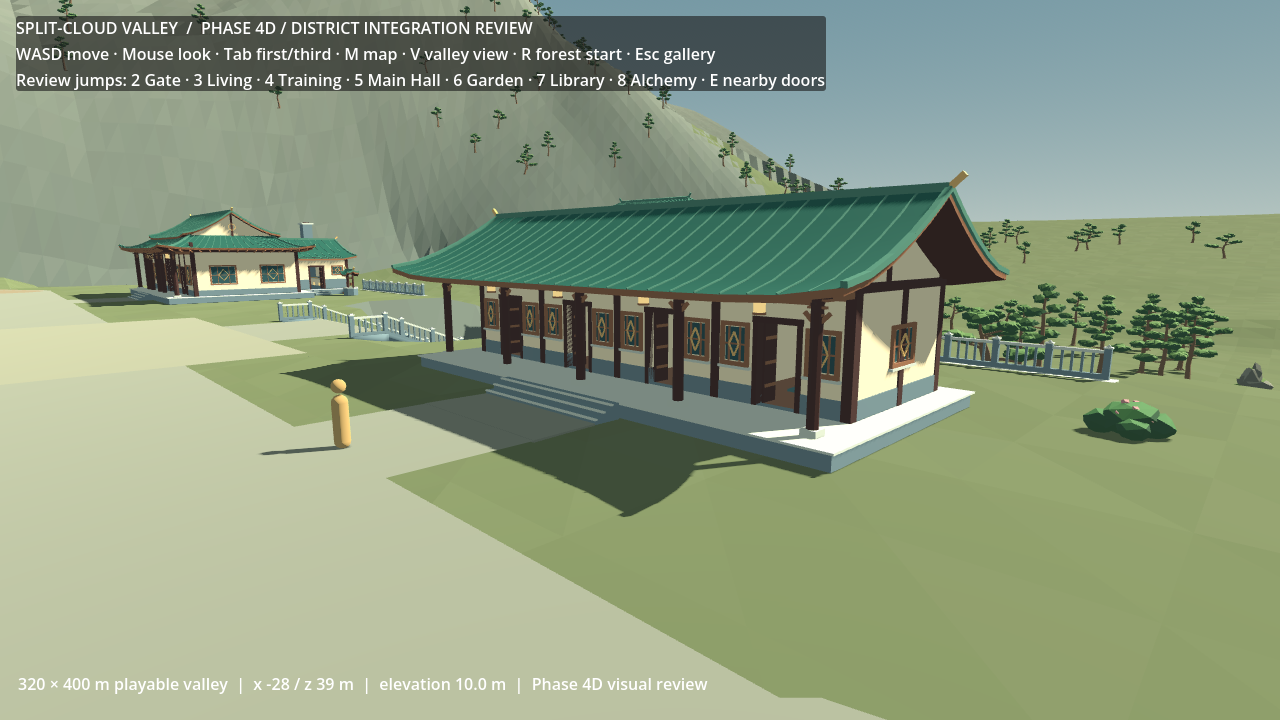 SPLIT-CLOUD VALLEY / PHASE 4D / DISTRICT INTEGRATION REVIEW
WASD move · Mouse look · Tab first/third · M map · V valley view · R forest start · Esc gallery
Review jumps: 2 Gate · 3 Living · 4 Training · 5 Main Hall · 6 Garden · 7 Library · 8 Alchemy · E nearby doors
320 × 400 m playable valley | x -28 / z 39 m | elevation 10.0 m | Phase 4D visual review